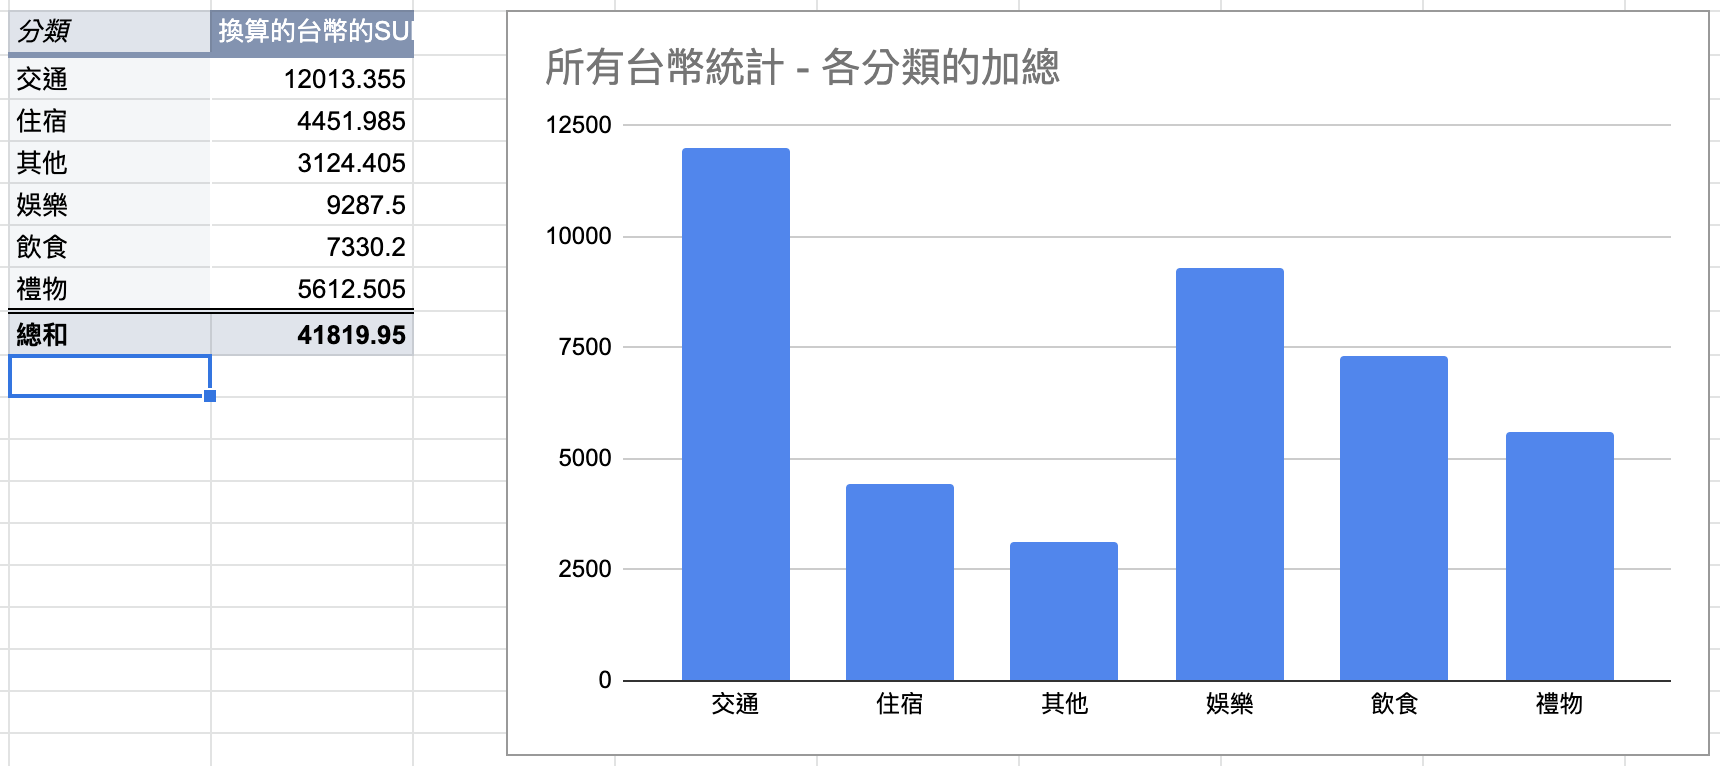 分類 換算的台幣的SU
交通 12013.355
住宿 4451.985
其他 3124.405
娛樂 9287.5
飲食 7330.2
禮物 5612.505
總和 41819.95
所有台幣統計 - 各分類的加總
12500
10000
7500
5000
2500
0
交通 住宿 其他 娛樂 飲食 禮物